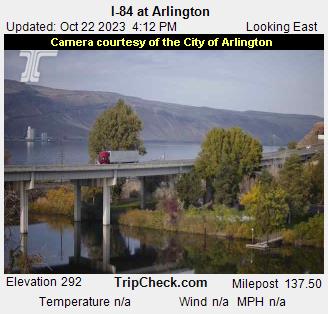 I-84 at Arlington
Updated: Oct 22 2023 4:12 PM Looking East
Camera courtesy of the City of Arlington
Elevation 292 TripCheck.com Milepost 137.50
Temperature n/a Wind n/a MPH n/a